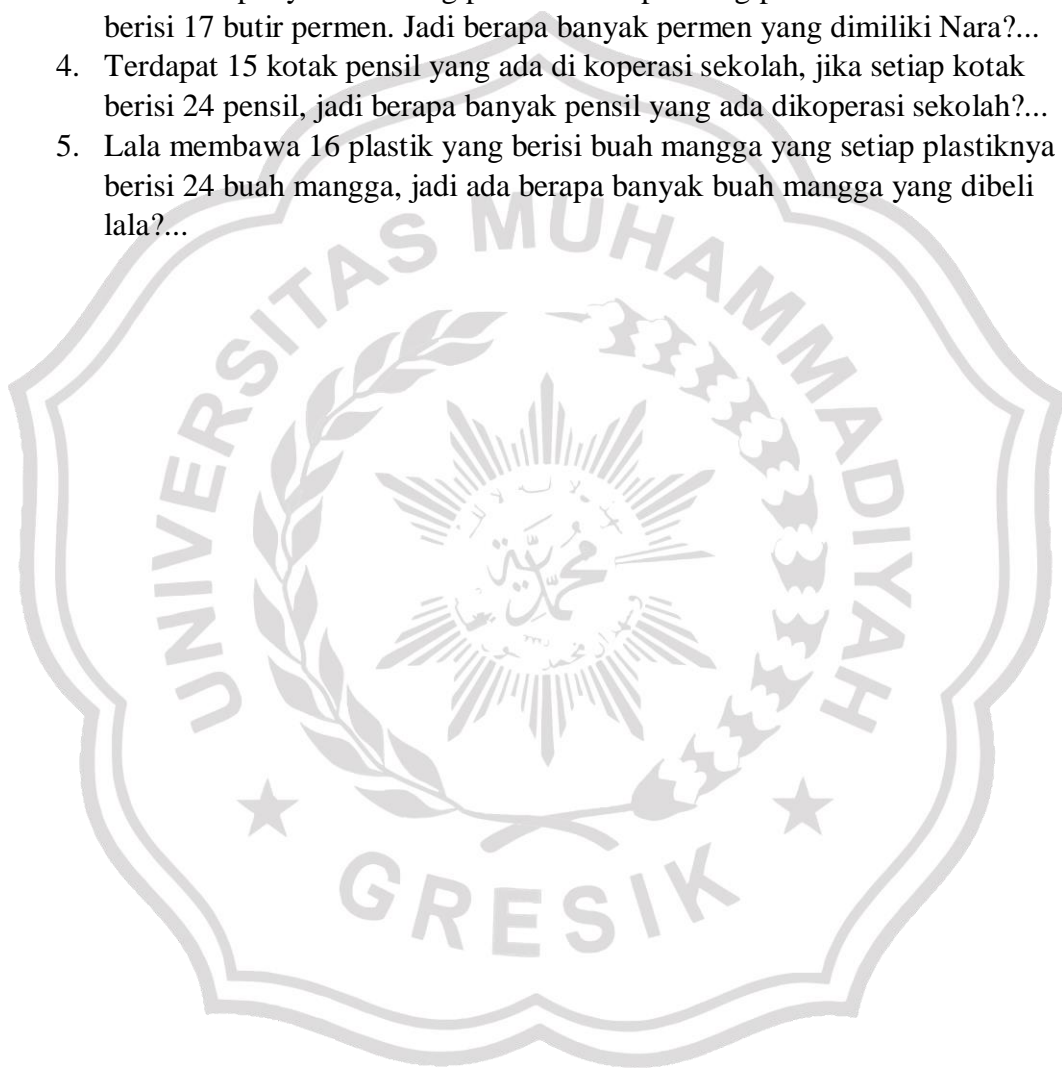 berisi 17 butir permen. Jadi berapa banyak permen yang dimiliki Nara?...
4. Terdapat 15 kotak pensil yang ada di koperasi sekolah, jika setiap kotak
berisi 24 pensil, jadi berapa banyak pensil yang ada dikoperasi sekolah?...
5. Lala membawa 16 plastik yang berisi buah mangga yang setiap plastiknya
berisi 24 buah mangga, jadi ada berapa banyak buah mangga yang dibeli
lala?...
UNIVERSITAS MUHAMMADIYAH
GRESIK